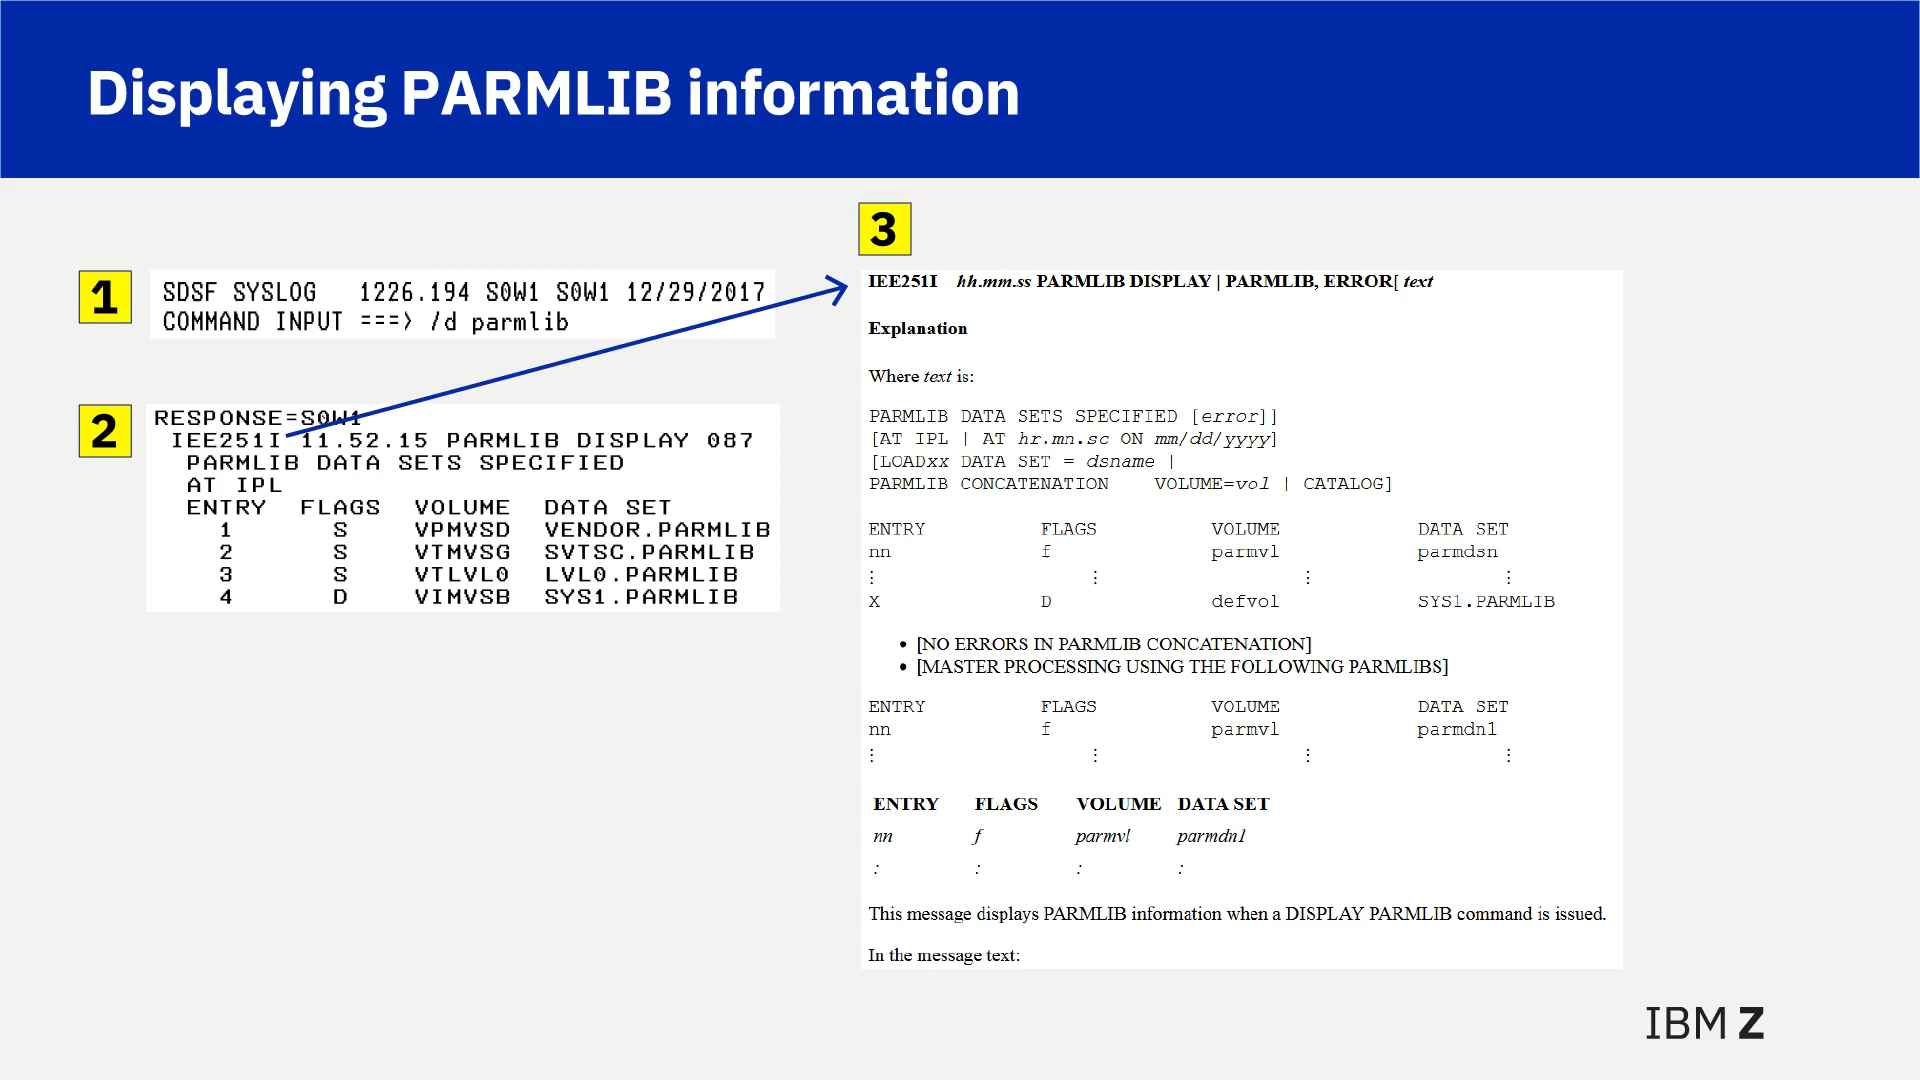 Displaying PARMLIB information
1
SDSF SYSLOG   1226.194 S0W1 S0W1 12/29/2017
COMMAND INPUT ===> /d parmlib
2
RESPONSE=S0W1
IEE251I 11.52.15 PARMLIB DISPLAY 087
PARMLIB DATA SETS SPECIFIED
AT IPL
ENTRY  FLAGS  VOLUME  DATA SET
1  S  VPMVSD  VENDOR.PARMLIB
2  S  VTMVSG  SVTSC.PARMLIB
3  S  VTLVL0  LVL0.PARMLIB
4  D  VIMVSB  SYS1.PARMLIB
3
IEE251I   hh.mm.ss PARMLIB DISPLAY | PARMLIB, ERROR[ text
Explanation
Where text is:
PARMLIB DATA SETS SPECIFIED [error]]
[AT IPL | AT hr.mn.sc ON mm/dd/yyyy]
[LOADxx DATA SET = dsname |
PARMLIB CONCATENATION    VOLUME=vol | CATALOG]
ENTRY  FLAGS  VOLUME  DATA SET
nn  f  parmvl  parmdsn
⋮  ⋮  ⋮  ⋮
X  D  defvol  SYS1.PARMLIB
• [NO ERRORS IN PARMLIB CONCATENATION]
• [MASTER PROCESSING USING THE FOLLOWING PARMLIBS]
ENTRY  FLAGS  VOLUME  DATA SET
nn  f  parmvl  parmdn1
⋮  ⋮  ⋮  ⋮
ENTRY  FLAGS  VOLUME  DATA SET
nn  f  parmvl  parmdn1
:  :  :  :
This message displays PARMLIB information when a DISPLAY PARMLIB command is issued.
In the message text:
IBM Z